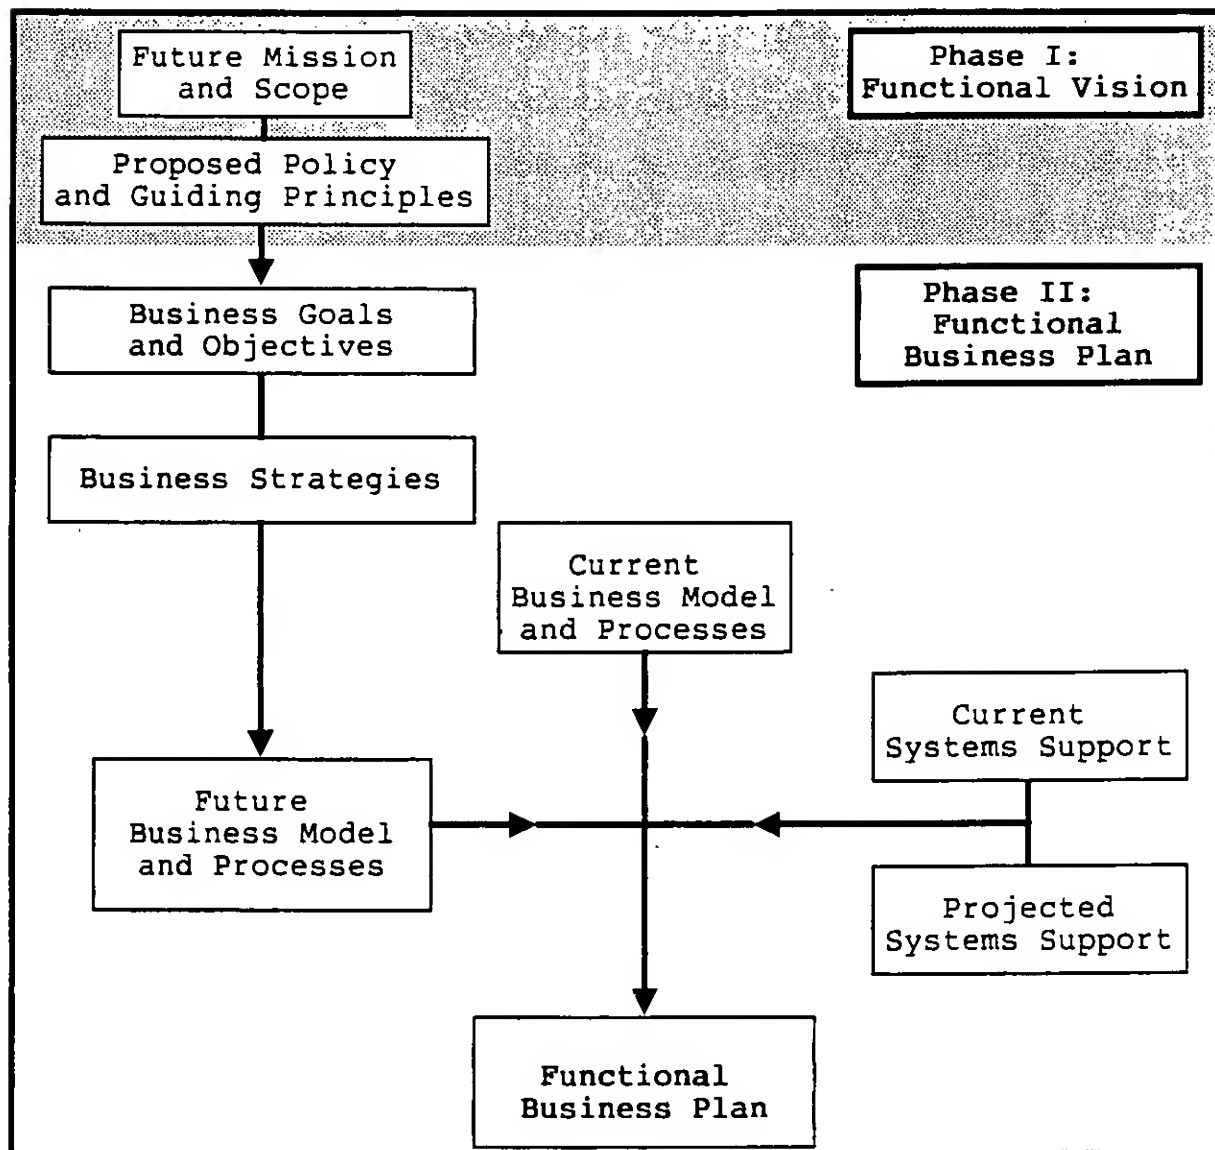 Future Mission
and Scope
Phase I:
Functional Vision
Proposed Policy
and Guiding Principles
Phase II:
Functional
Business Plan
Business Goals
and Objectives
Business Strategies
Current
Business Model
and Processes
Current
Systems Support
Future
Business Model
and Processes
Projected
Systems Support
Functional
Business Plan